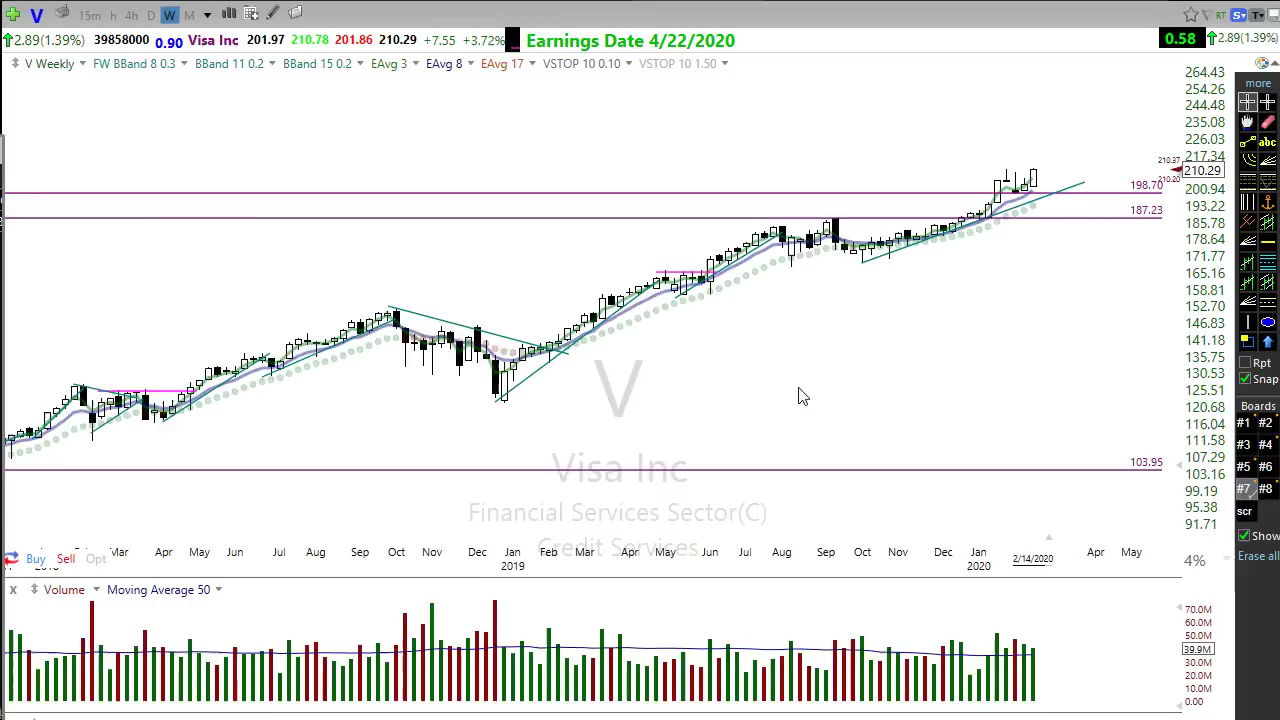 V 15m h 4h D W M RT S T
2.89(1.39%) 39858000 0.90 Visa Inc 201.97 210.78 201.86 210.29 +7.55 +3.72% Earnings Date 4/22/2020 0.58 2.89(1.39%)
V Weekly FW BBand 8 0.3 BBand 11 0.2 BBand 15 0.2 EAvg 3 EAvg 8 EAvg 17 VSTOP 10 0.10 VSTOP 10 1.50
264.43
254.26
244.48
235.08
226.03
217.34
210.37
210.29
210.20
200.94
198.70
193.22
187.23
185.78
178.64
171.77
165.16
158.81
152.70
146.83
141.18
135.75
130.53
125.51
120.68
116.04
111.58
107.29
103.95
103.16
99.19
95.38
91.71
V
Visa Inc
Financial Services Sector(C)
Credit Services
more
abc
Rpt
Snap
Boards
#1 #2
#3 #4
#5 #6
#7 #8
scr
Show
Erase all
Mar Apr May Jun Jul Aug Sep Oct Nov Dec Jan Feb Mar Apr May Jun Jul Aug Sep Oct Nov Dec Jan 2/14/2020 Apr May
2019 2020
Buy Sell Opt 4%
x Volume Moving Average 50
70.0M
60.0M
50.0M
39.9M
30.0M
20.0M
10.0M
0.00